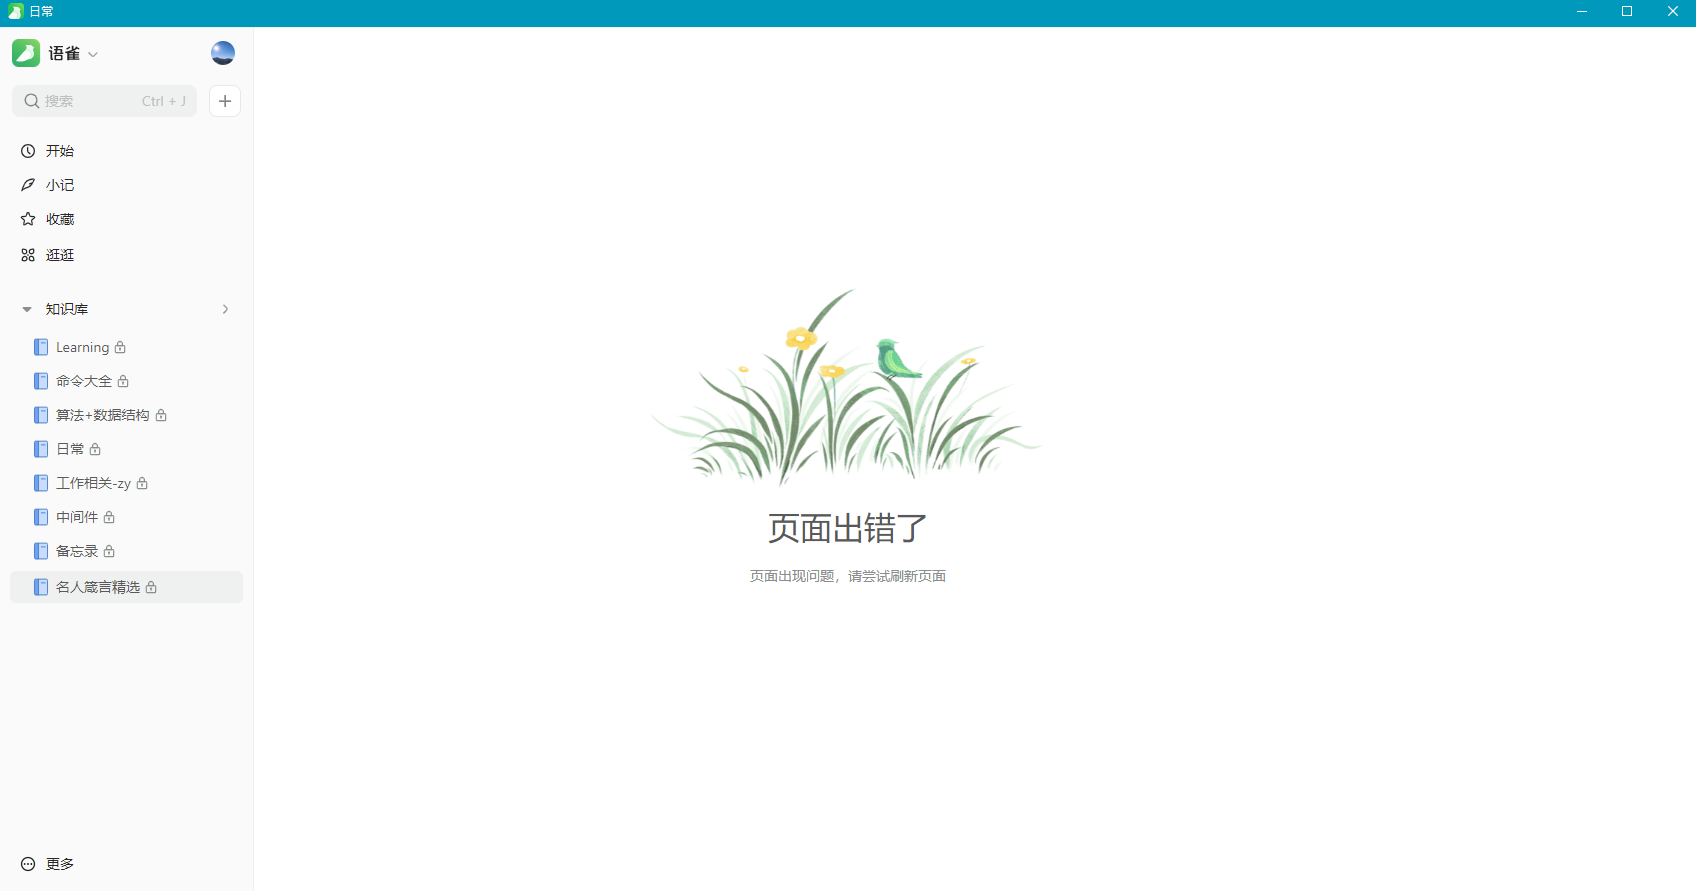 日常
语雀
搜索 Ctrl + J
开始
小记
收藏
逛逛
知识库
Learning
命令大全
算法+数据结构
日常
工作相关-zy
中间件
备忘录
名人箴言精选
更多
页面出错了
页面出现问题，请尝试刷新页面